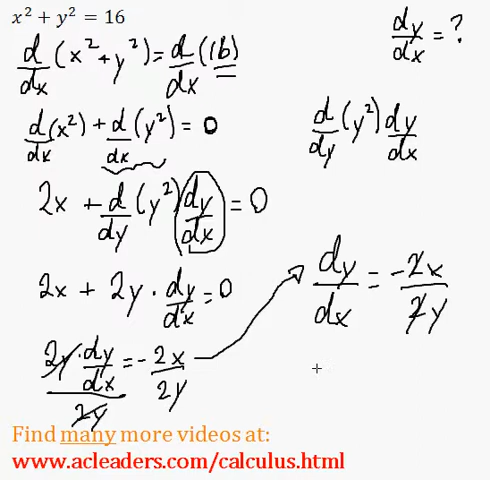 x² + y² = 16
dy/dx = ?
d/dx (x² + y²) = d/dx (16)
d/dx (x²) + d/dx (y²) = 0
d/dy (y²) dy/dx
2x + d/dy (y²) dy/dx = 0
2x + 2y · dy/dx = 0
2y · dy/dx / 2y = - 2x / 2y
dy/dx = -2x / 2y
Find many more videos at:
www.acleaders.com/calculus.html